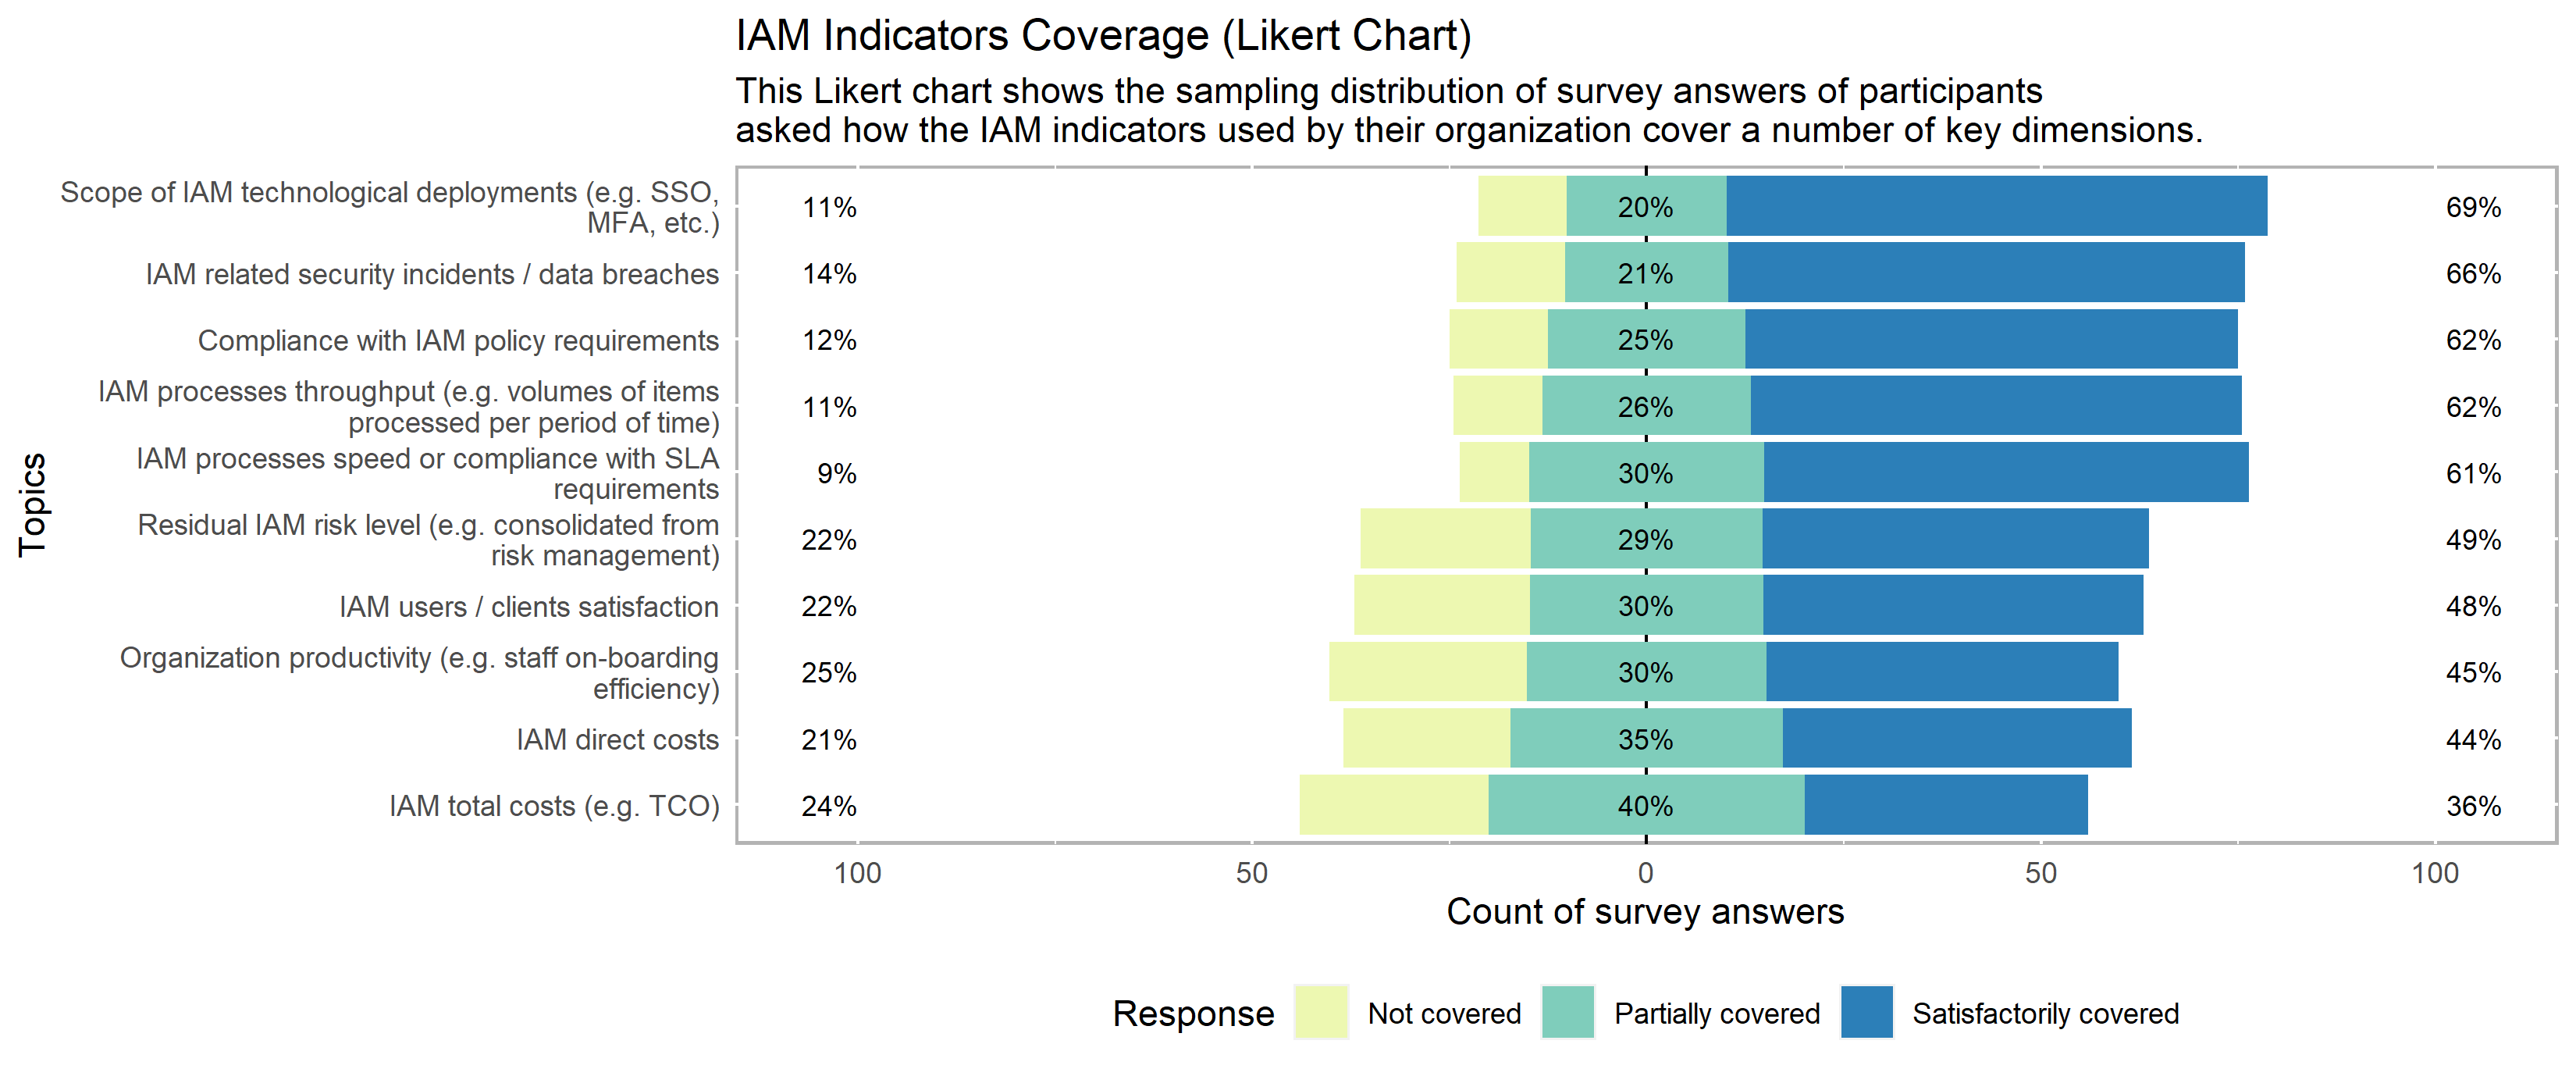 IAM Indicators Coverage (Likert Chart)
This Likert chart shows the sampling distribution of survey answers of participants
asked how the IAM indicators used by their organization cover a number of key dimensions.
Topics
Scope of IAM technological deployments (e.g. SSO,
MFA, etc.)
11% 20% 69%
IAM related security incidents / data breaches
14% 21% 66%
Compliance with IAM policy requirements
12% 25% 62%
IAM processes throughput (e.g. volumes of items
processed per period of time)
11% 26% 62%
IAM processes speed or compliance with SLA
requirements
9% 30% 61%
Residual IAM risk level (e.g. consolidated from
risk management)
22% 29% 49%
IAM users / clients satisfaction
22% 30% 48%
Organization productivity (e.g. staff on-boarding
efficiency)
25% 30% 45%
IAM direct costs
21% 35% 44%
IAM total costs (e.g. TCO)
24% 40% 36%
100 50 0 50 100
Count of survey answers
Response Not covered Partially covered Satisfactorily covered